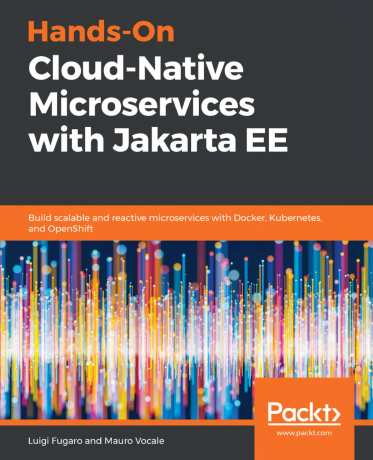 Hands-On
Cloud-Native
Microservices
with Jakarta EE
Build scalable and reactive microservices with Docker, Kubernetes,
and OpenShift
Packt>
www.packt.com
Luigi Fugaro and Mauro Vocale